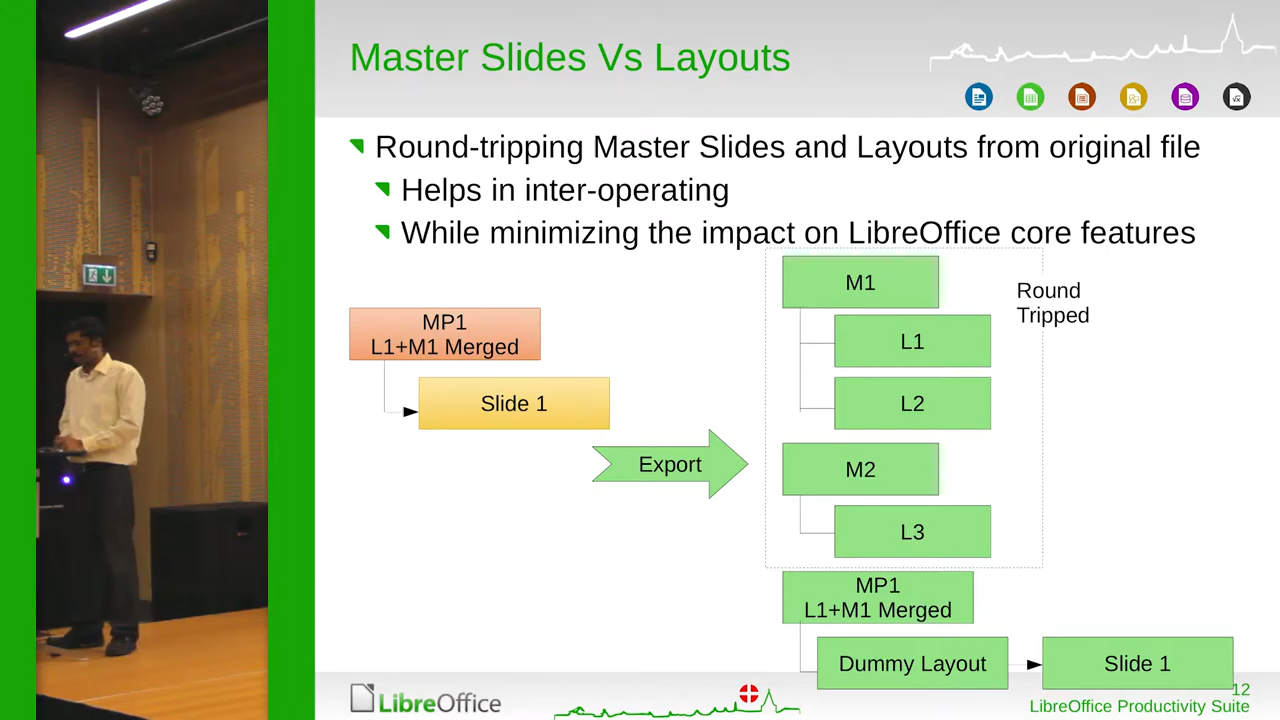 Master Slides Vs Layouts
Round-tripping Master Slides and Layouts from original file
Helps in inter-operating
While minimizing the impact on LibreOffice core features
MP1
L1+M1 Merged
Slide 1
Export
M1
L1
L2
M2
L3
Round
Tripped
MP1
L1+M1 Merged
Dummy Layout
Slide 1
LibreOffice
12
LibreOffice Productivity Suite